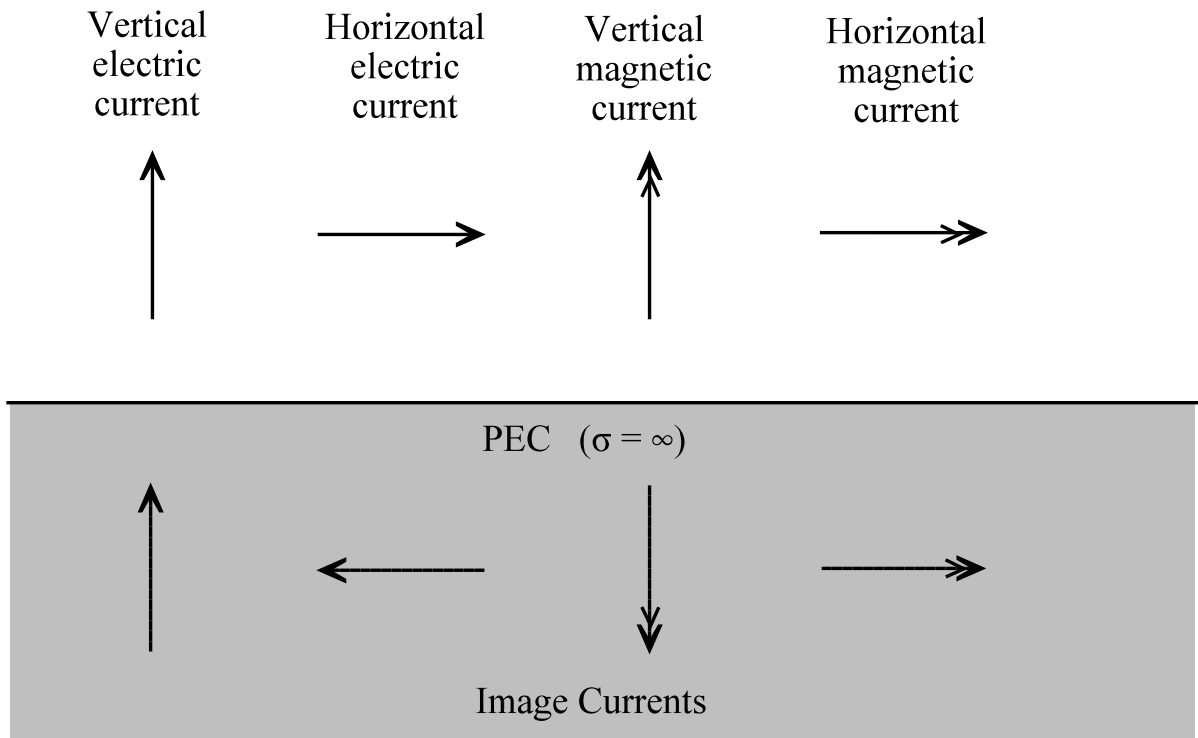 Vertical
electric
current
Horizontal
electric
current
Vertical
magnetic
current
Horizontal
magnetic
current
PEC (σ = ∞)
Image Currents